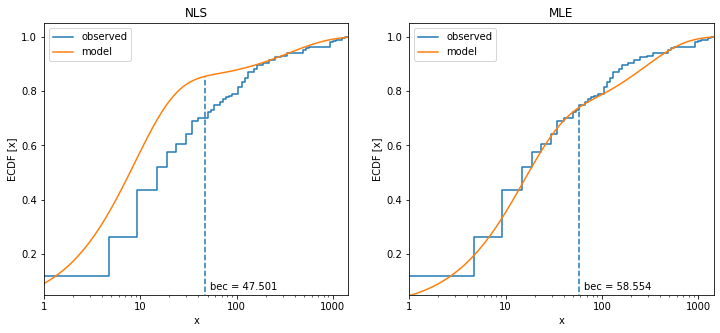 NLS
observed
model
1.0
0.8
0.6
0.4
0.2
ECDF [x]
bec = 47.501
1 10 100 1000
x
MLE
observed
model
1.0
0.8
0.6
0.4
0.2
ECDF [x]
bec = 58.554
1 10 100 1000
x